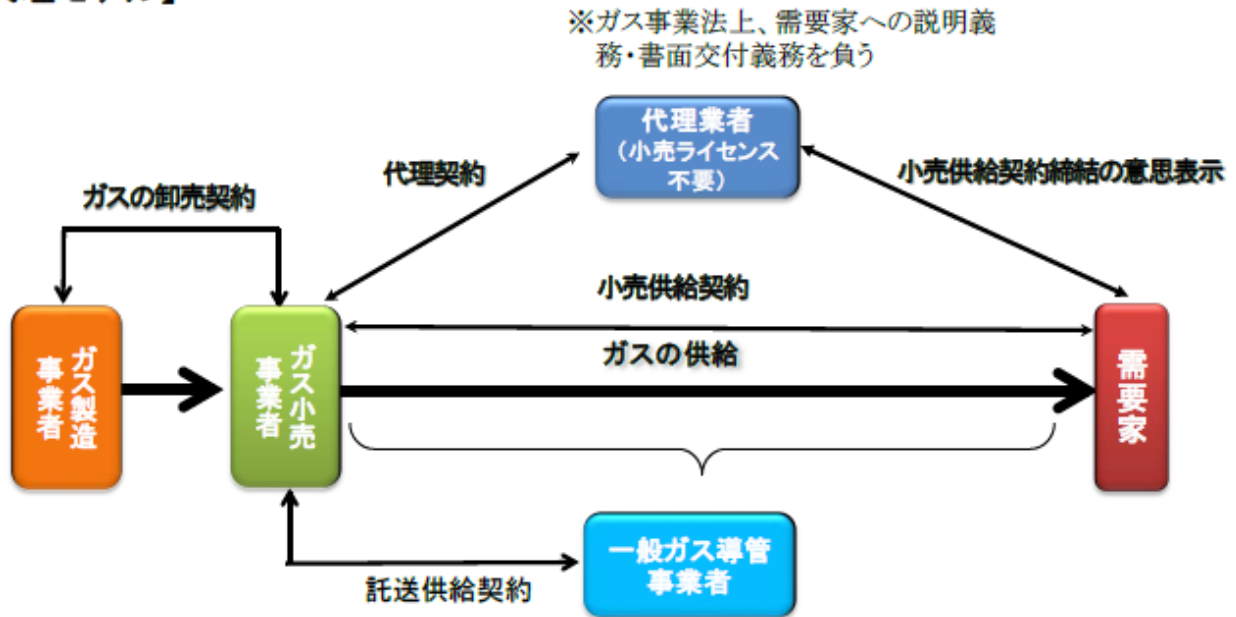 ※ガス事業法上、需要家への説明義
務・書面交付義務を負う
代理業者
(小売ライセンス
不要)
代理契約
小売供給契約締結の意思表示
ガスの卸売契約
小売供給契約
ガスの供給
ガス製造
事業者
ガス小売
事業者
需要家
一般ガス導管
事業者
託送供給契約